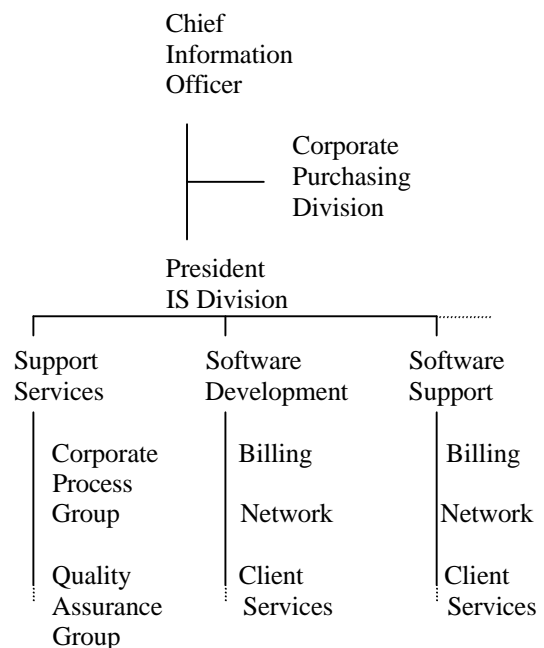 Chief
Information
Officer
Corporate
Purchasing
Division
President
IS Division
Support
Services
Corporate
Process
Group
Quality
Assurance
Group
Software
Development
Billing
Network
Client
Services
Software
Support
Billing
Network
Client
Services